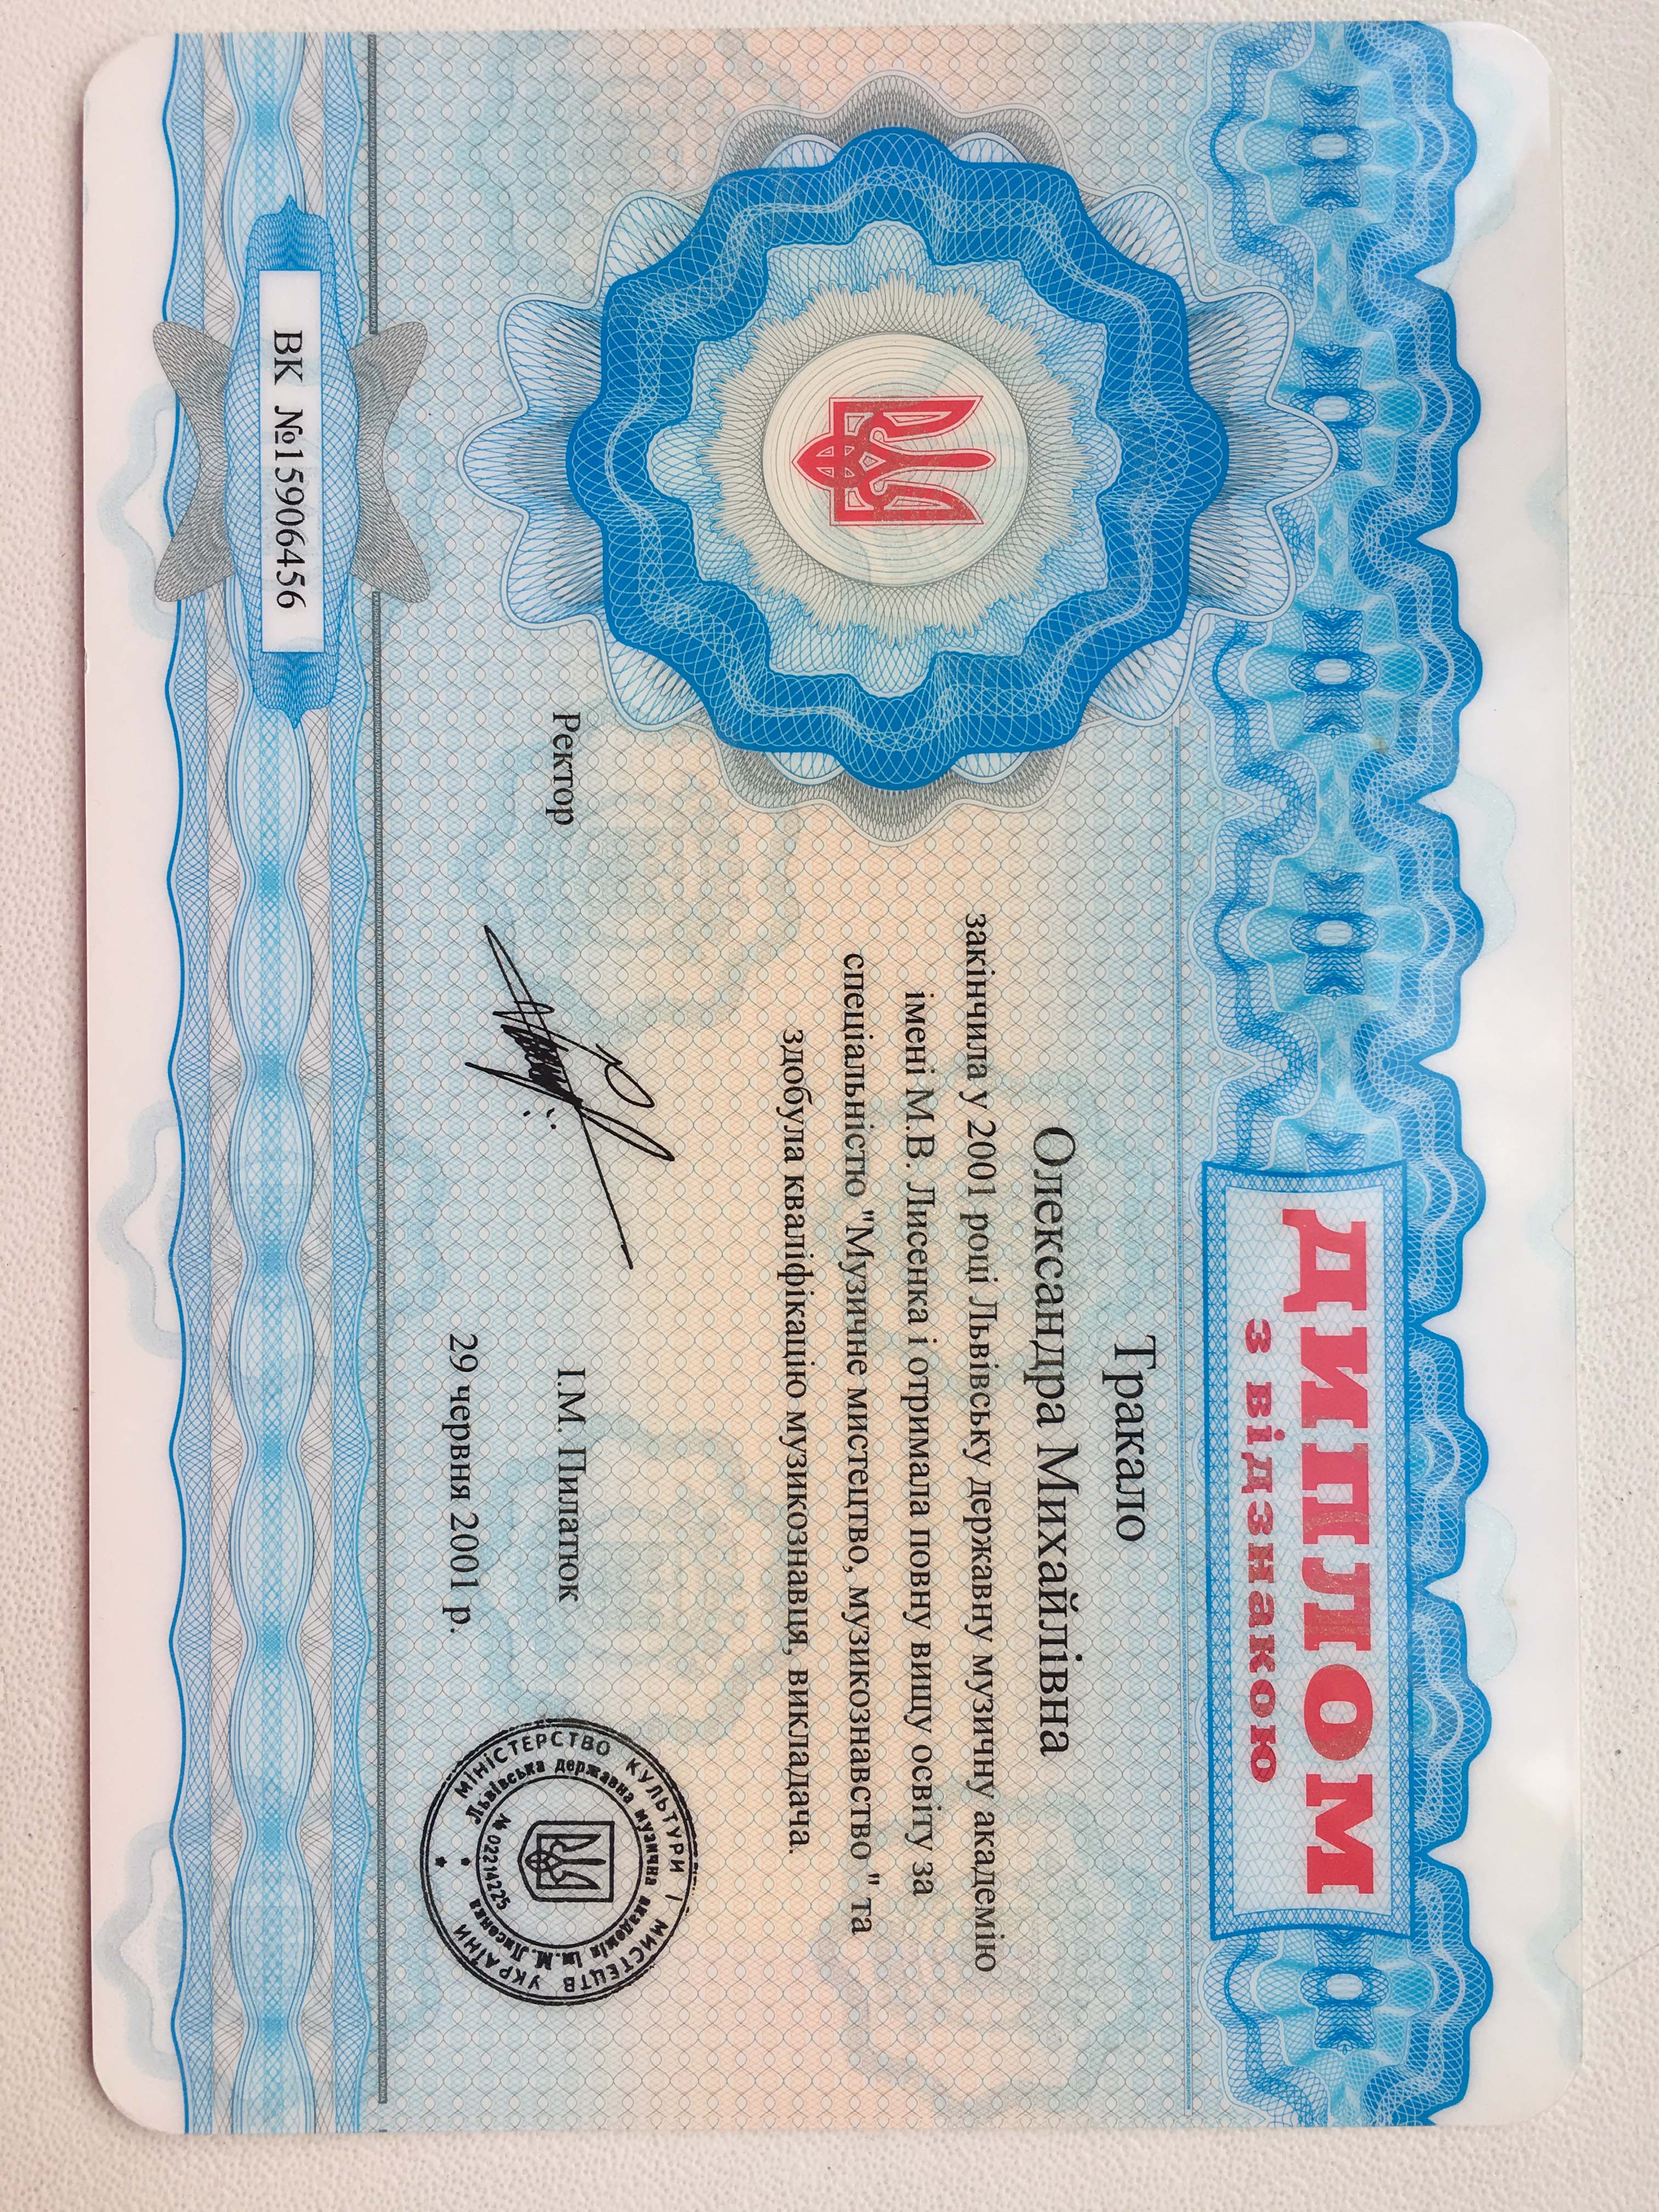 ДИПЛОМ
з відзнакою
Тракало
Олександра Михайлівна
закінчила у 2001 році Львівську державну музичну академію
імені М.В. Лисенка і отримала повну вищу освіту за
спеціальністю "Музичне мистецтво, музикознавство" та
здобула кваліфікацію музикознавця, викладача.
Ректор
І.М. Пилатюк
29 червня 2001 р.
МІНІСТЕРСТВО КУЛЬТУРИ І МИСТЕЦТВ УКРАЇНИ
Львівська державна музична академія ім.М.Лисенка
№ 02214225
ВК №15906456